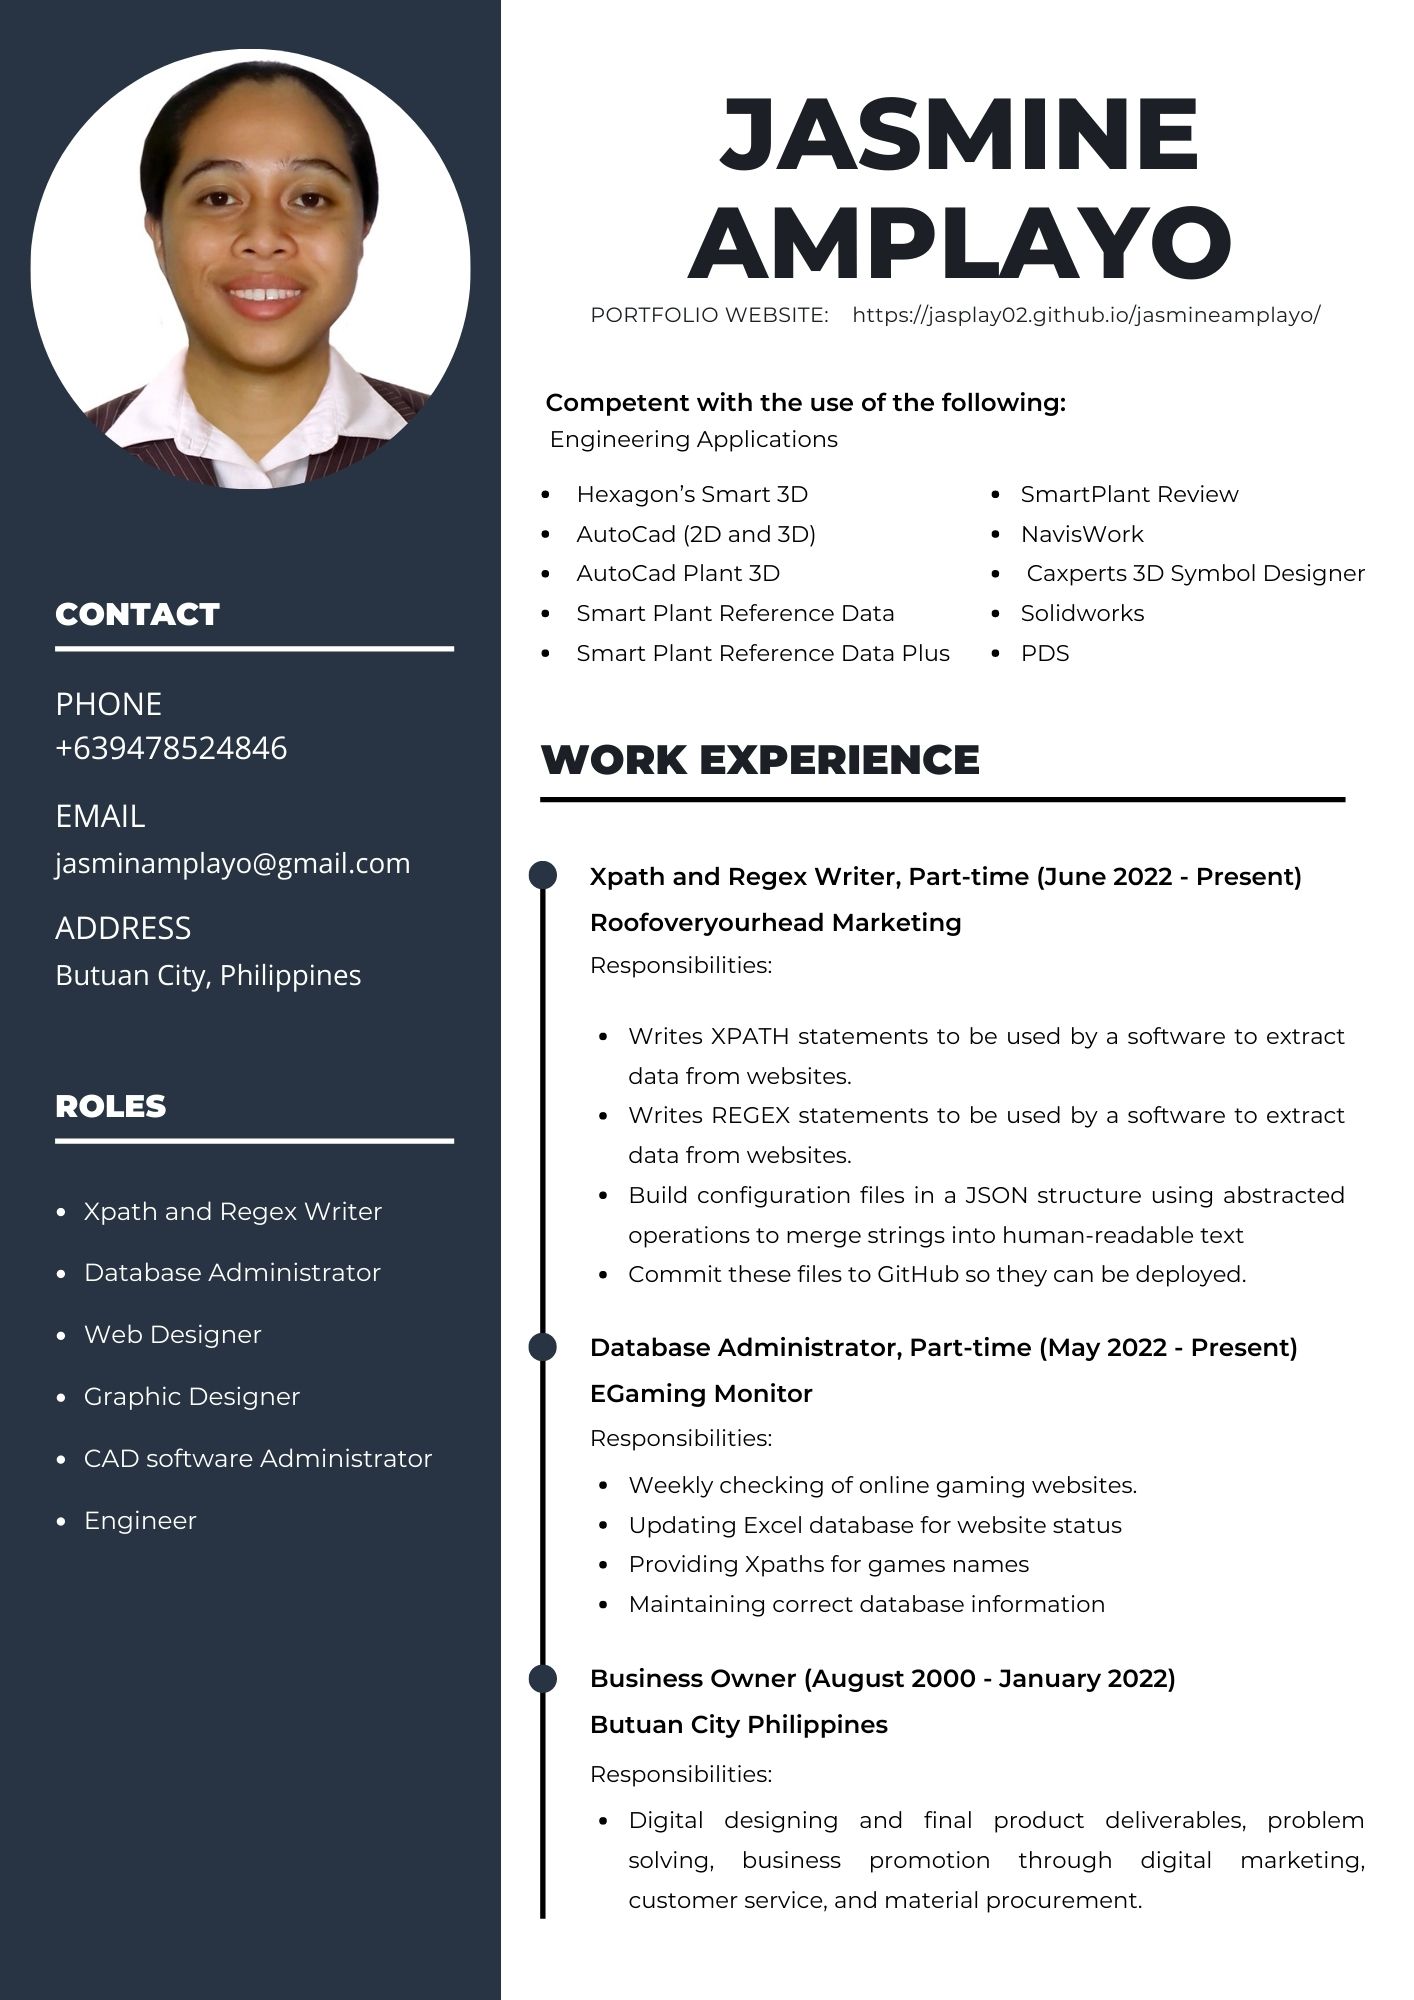 JASMINE
AMPLAYO
PORTFOLIO WEBSITE: https://jasplay02.github.io/jasmineamplayo/
CONTACT
PHONE
+639478524846
EMAIL
jasminamplayo@gmail.com
ADDRESS
Butuan City, Philippines
ROLES
• Xpath and Regex Writer
• Database Administrator
• Web Designer
• Graphic Designer
• CAD software Administrator
• Engineer
Competent with the use of the following:
Engineering Applications
• Hexagon’s Smart 3D
• AutoCad (2D and 3D)
• AutoCad Plant 3D
• Smart Plant Reference Data
• Smart Plant Reference Data Plus
• SmartPlant Review
• NavisWork
• Caxperts 3D Symbol Designer
• Solidworks
• PDS
WORK EXPERIENCE
Xpath and Regex Writer, Part-time (June 2022 - Present)
Roofoveryourhead Marketing
Responsibilities:
• Writes XPATH statements to be used by a software to extract
data from websites.
• Writes REGEX statements to be used by a software to extract
data from websites.
• Build configuration files in a JSON structure using abstracted
operations to merge strings into human-readable text
• Commit these files to GitHub so they can be deployed.
Database Administrator, Part-time (May 2022 - Present)
EGaming Monitor
Responsibilities:
• Weekly checking of online gaming websites.
• Updating Excel database for website status
• Providing Xpaths for games names
• Maintaining correct database information
Business Owner (August 2000 - January 2022)
Butuan City Philippines
Responsibilities:
• Digital designing and final product deliverables, problem
solving, business promotion through digital marketing,
customer service, and material procurement.